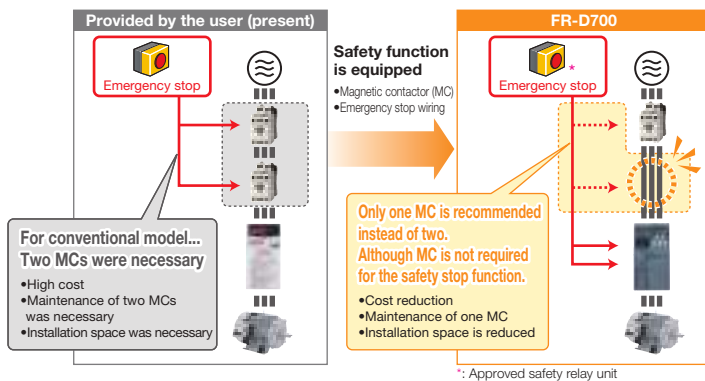 Provided by the user (present)
Emergency stop
For conventional model...
Two MCs were necessary
•High cost
•Maintenance of two MCs
was necessary
•Installation space was necessary
Safety function
is equipped
•Magnetic contactor (MC)
•Emergency stop wiring
FR-D700
*
Emergency stop
Only one MC is recommended
instead of two.
Although MC is not required
for the safety stop function.
•Cost reduction
•Maintenance of one MC
•Installation space is reduced
*: Approved safety relay unit